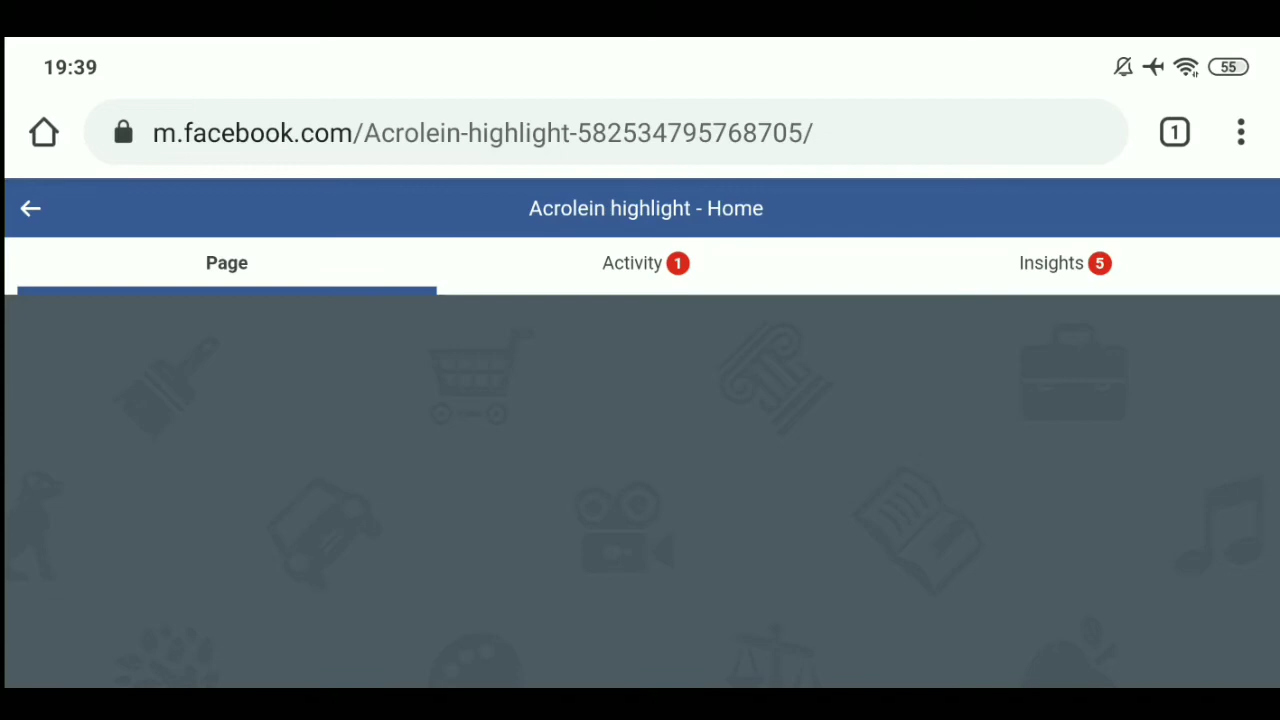 19:39
55
m.facebook.com/Acrolein-highlight-582534795768705/
1
Acrolein highlight - Home
Page
Activity 1
Insights 5